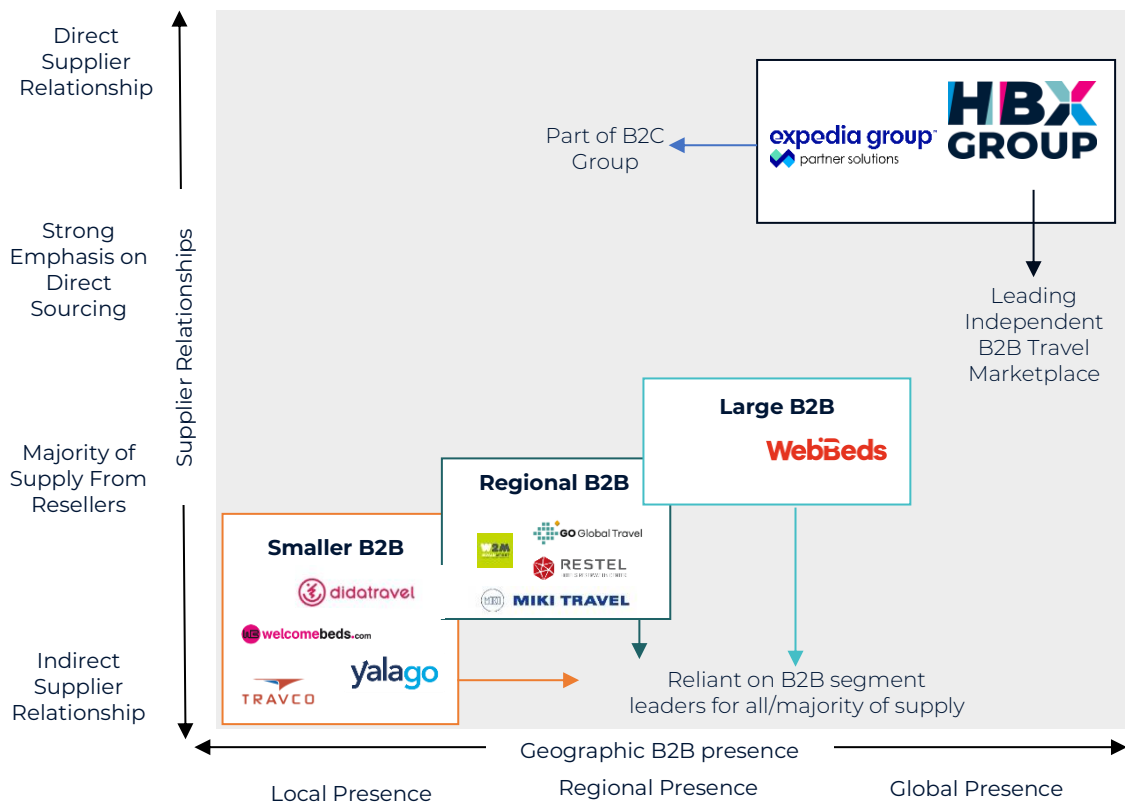 Direct
Supplier
Relationship
Strong
Emphasis on
Direct
Sourcing
Majority of
Supply From
Resellers
Indirect
Supplier
Relationship
Supplier Relationships
Part of B2C
Group
expedia group™
partner solutions
HBX
GROUP
Leading
Independent
B2B Travel
Marketplace
Large B2B
WebBeds
Regional B2B
W2M
GO Global Travel
RESTEL
MIKI
MIKI TRAVEL
Smaller B2B
didatravel
welcomebeds.com
yalago
TRAVCO
Reliant on B2B segment
leaders for all/majority of supply
Geographic B2B presence
Local Presence
Regional Presence
Global Presence